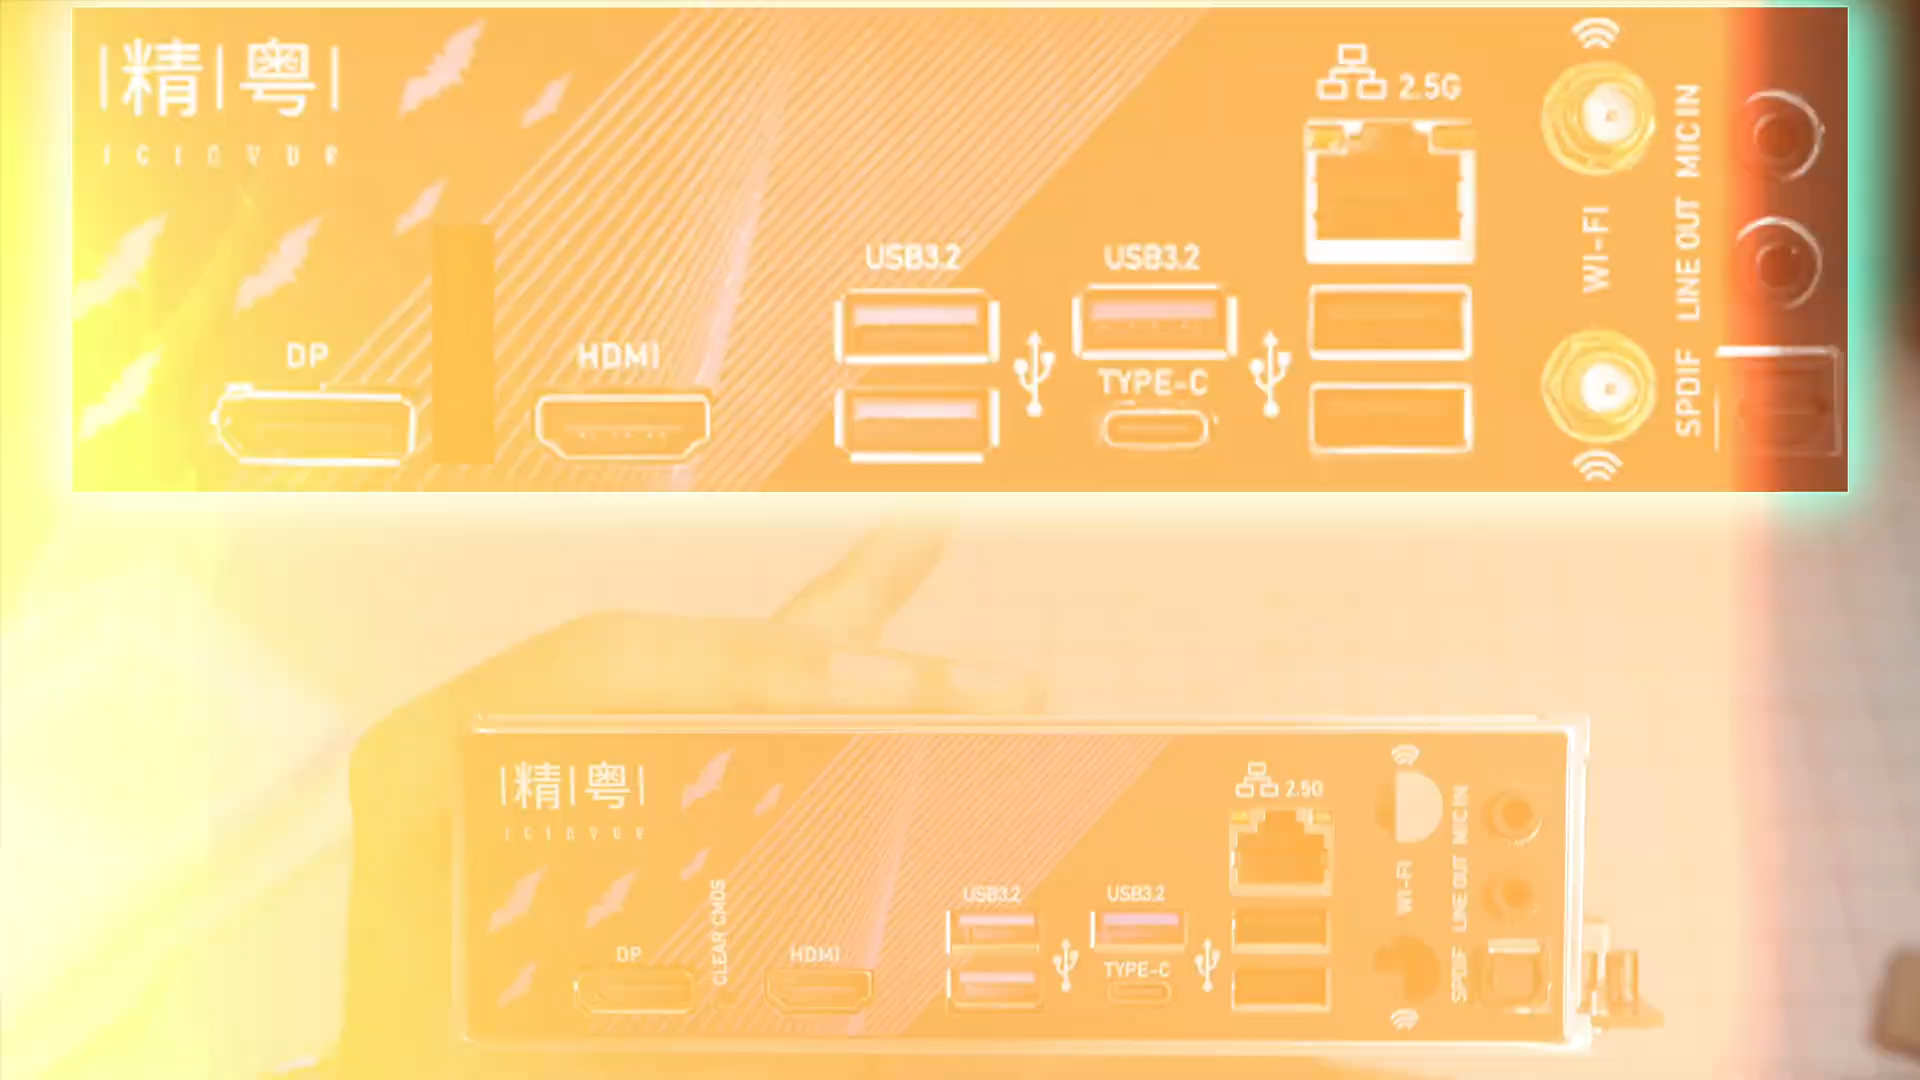 精 粤
JGINYUE
2.5G
MIC IN
LINE OUT
SPDIF
WI-FI
USB3.2
USB3.2
TYPE-C
DP
HDMI
精 粤
JGINYUE
2.5G
MIC IN
LINE OUT
SPDIF
WI-FI
USB3.2
USB3.2
TYPE-C
CLEAR CMOS
DP
HDMI